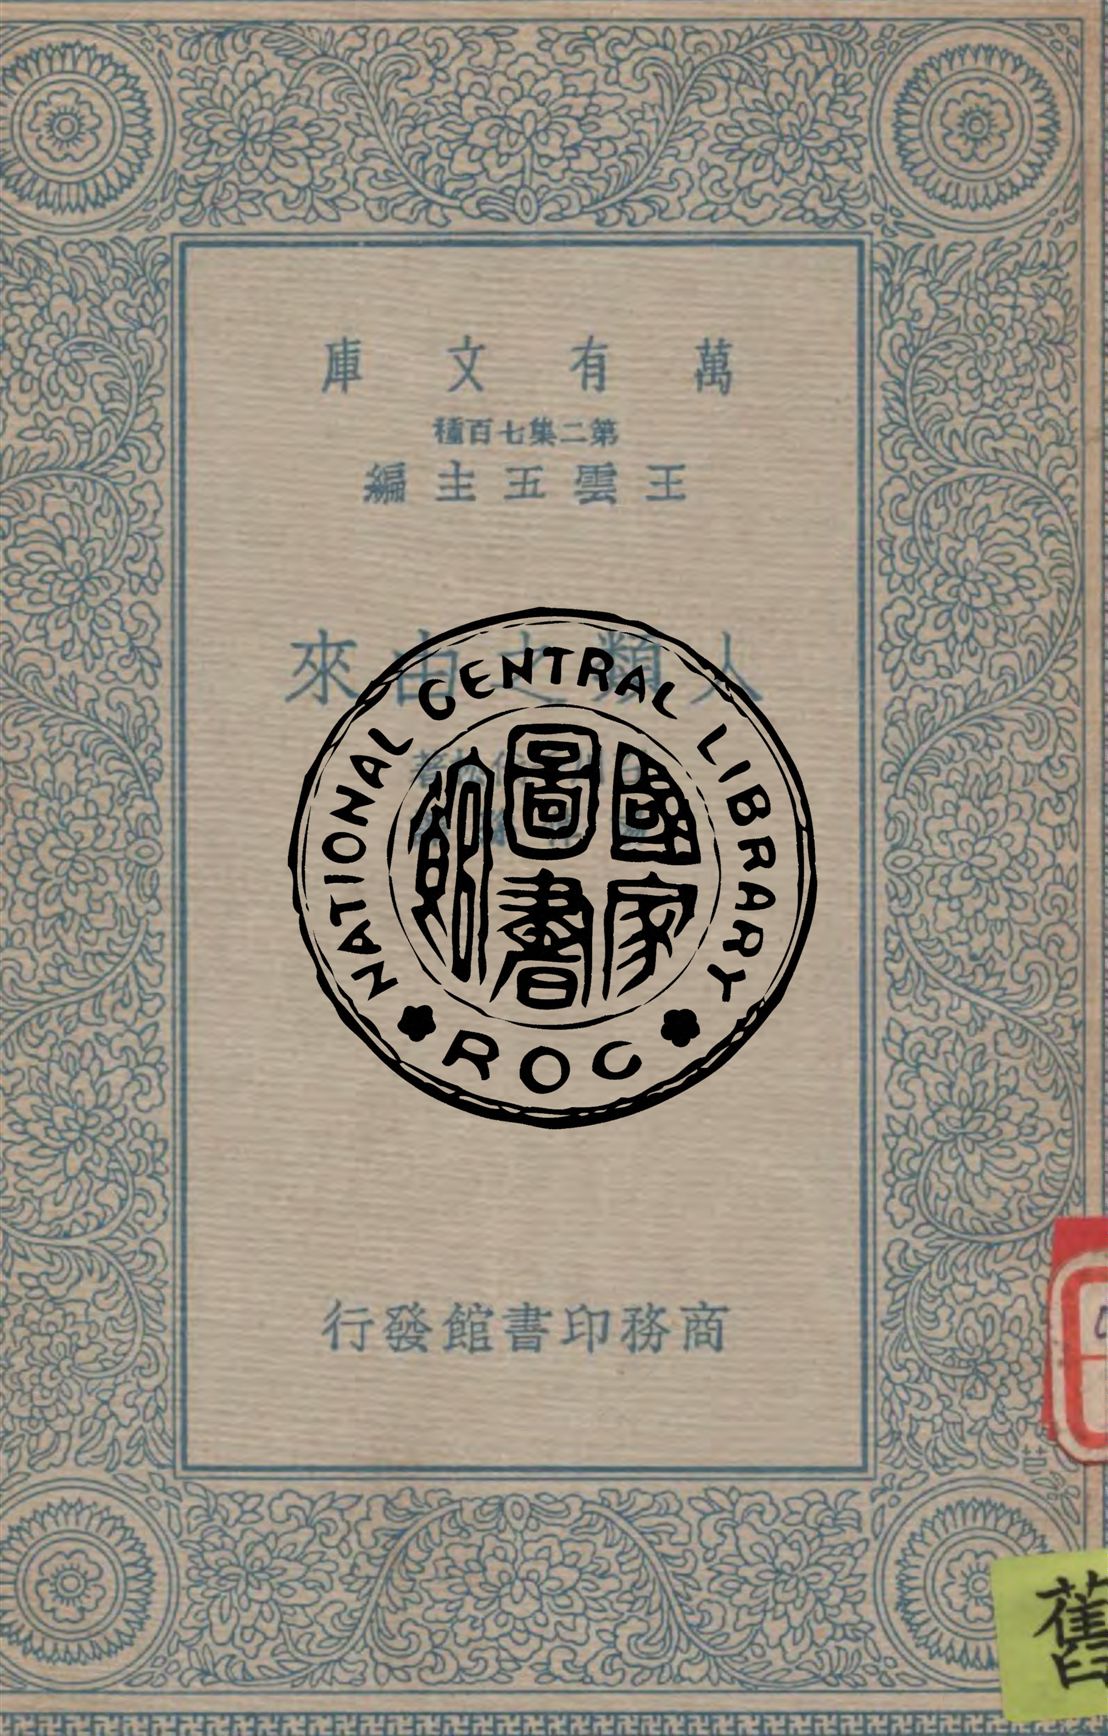 萬有文庫
第二集七百種
王雲五主編
人類之由來
商務印書館發行
NATIONAL CENTRAL LIBRARY
ROC
國家圖書館
舊印